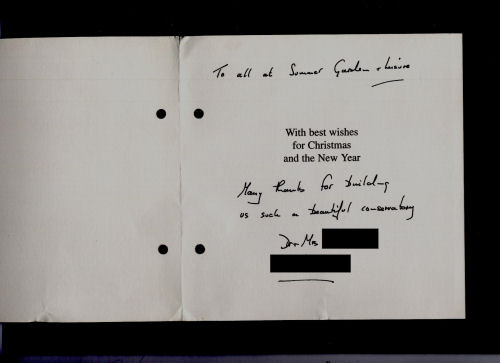 To all at Summer Garden + Leisure
With best wishes
for Christmas
and the New Year
Many thanks for building
us such a beautiful conservatory
Dr + Mrs